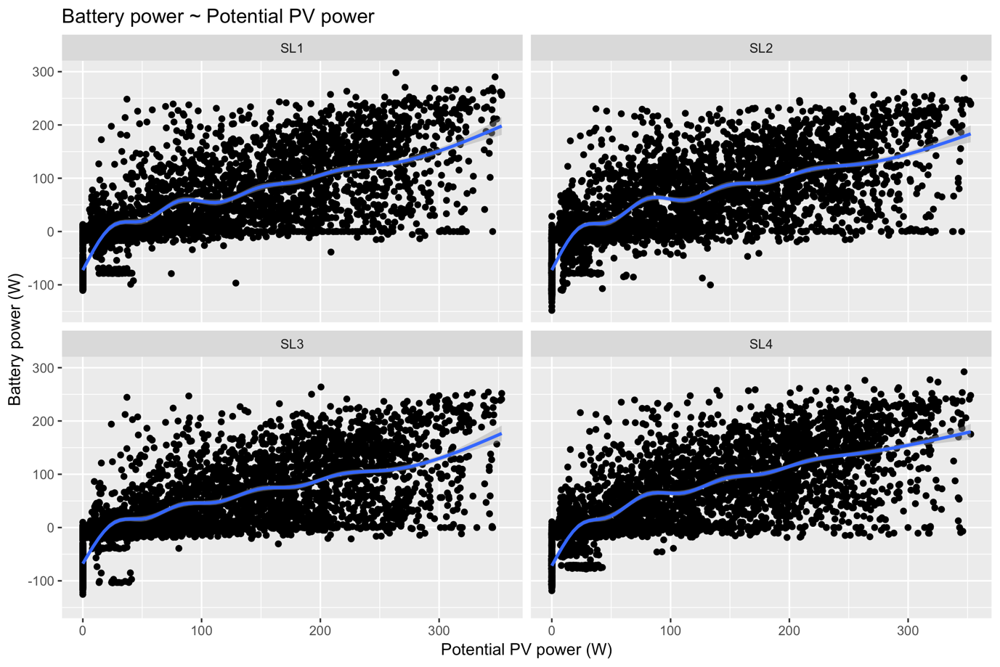 Battery power ~ Potential PV power
SL1
SL2
300
200
100
0
-100
SL3
SL4
300
200
100
0
-100
0
100
200
300
0
100
200
300
Potential PV power (W)
Battery power (W)